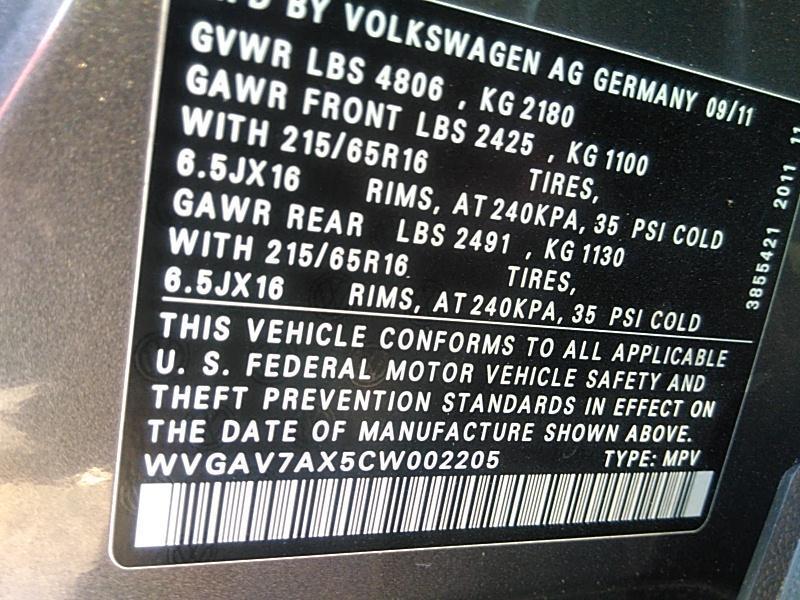 BY VOLKSWAGEN AG GERMANY 09/11
GVWR LBS 4806 , KG 2180
GAWR FRONT LBS 2425 , KG 1100
WITH 215/65R16 TIRES,
6.5JX16 RIMS, AT 240KPA, 35 PSI COLD
GAWR REAR LBS 2491 , KG 1130
WITH 215/65R16 TIRES,
6.5JX16 RIMS, AT 240KPA, 35 PSI COLD
THIS VEHICLE CONFORMS TO ALL APPLICABLE
U. S. FEDERAL MOTOR VEHICLE SAFETY AND
THEFT PREVENTION STANDARDS IN EFFECT ON
THE DATE OF MANUFACTURE SHOWN ABOVE.
WVGAV7AX5CW002205 TYPE: MPV
3855421 2011 11